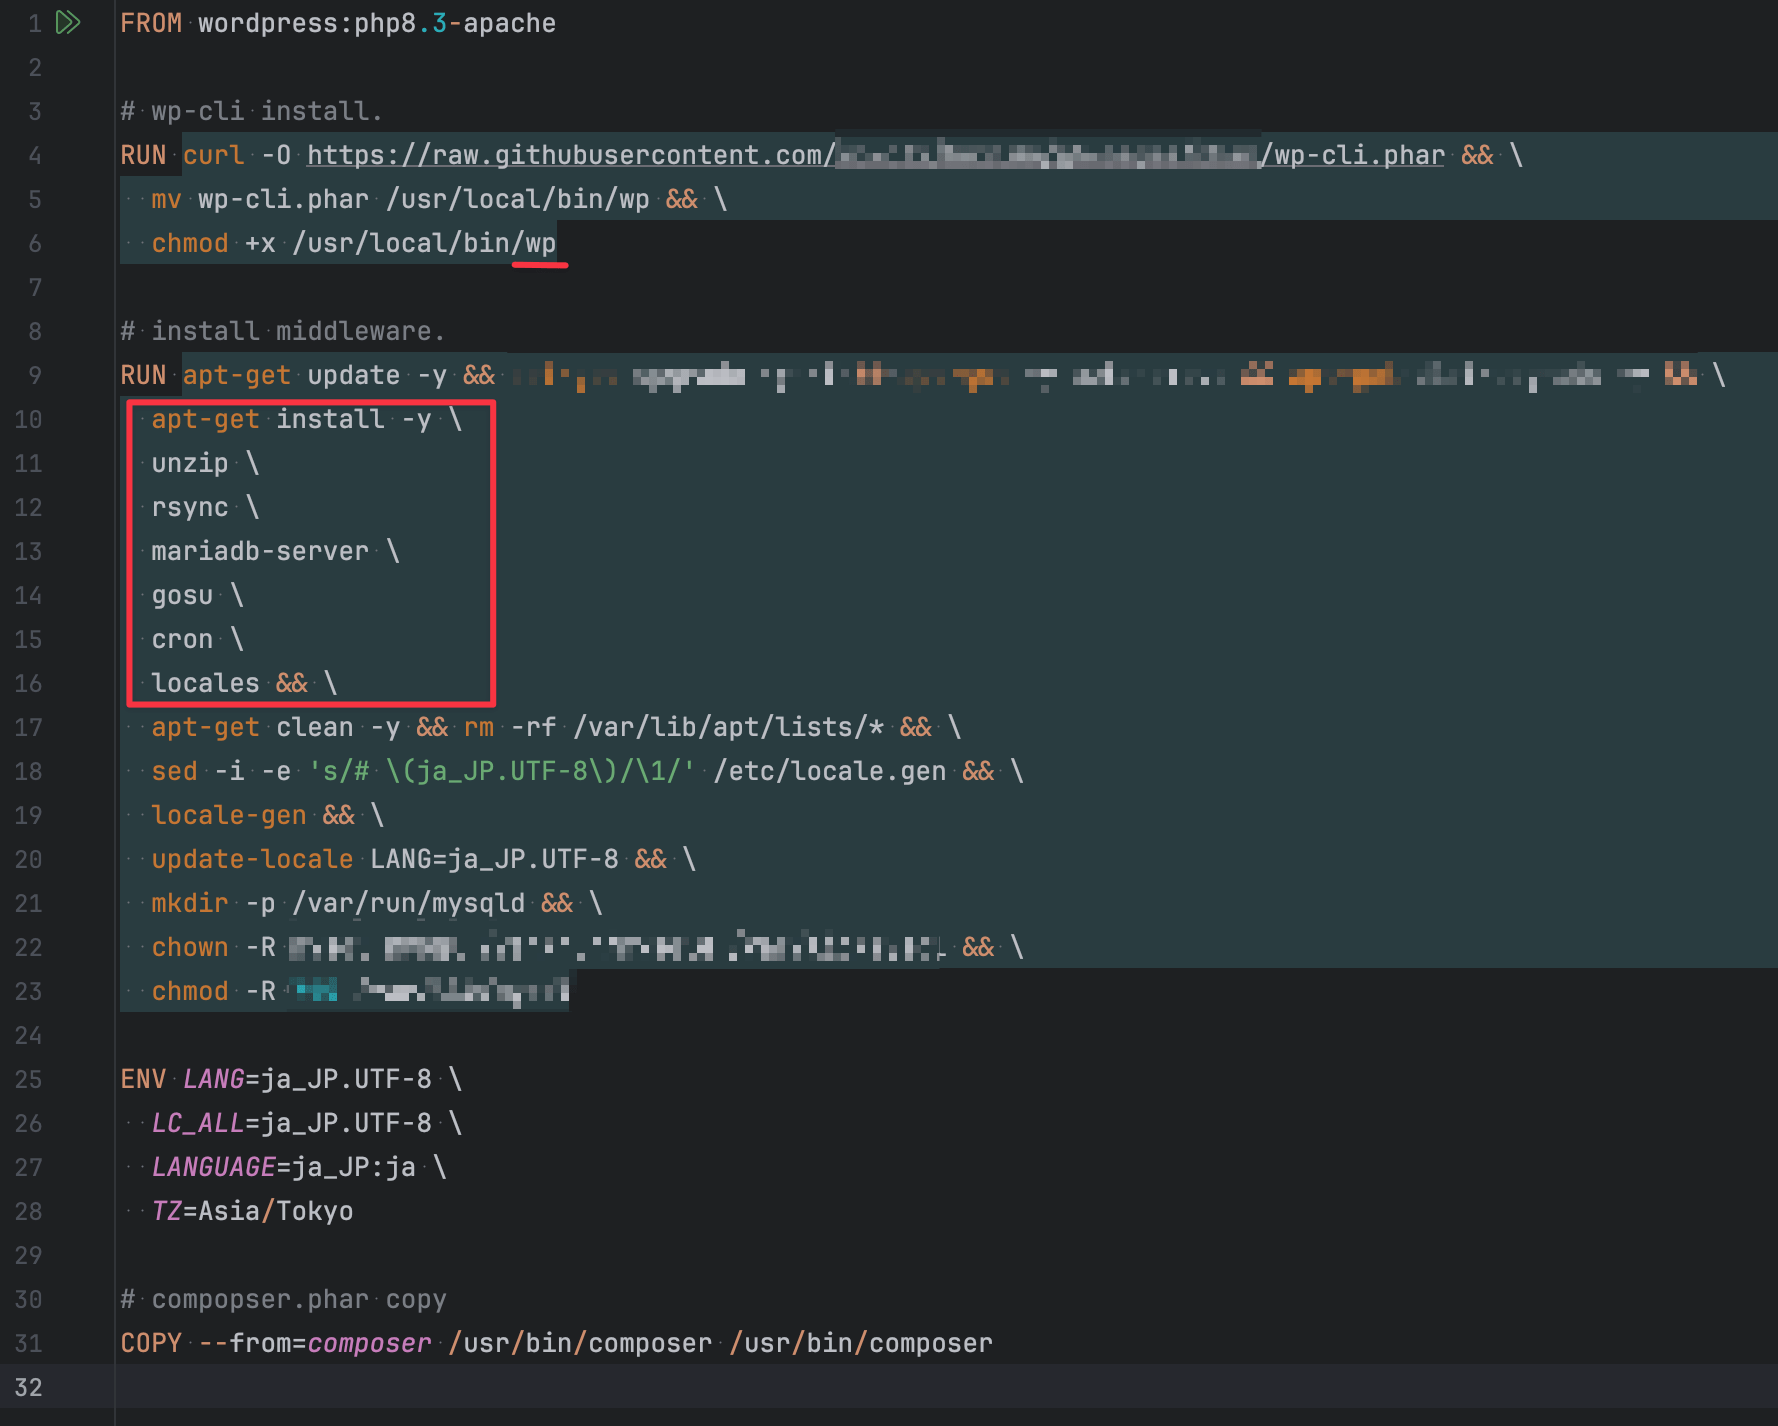 1 FROM wordpress:php8.3-apache
2
3 # wp-cli install.
4 RUN curl -O https://raw.githubusercontent.com/ /wp-cli.phar && \
5 mv wp-cli.phar /usr/local/bin/wp && \
6 chmod +x /usr/local/bin/wp
7
8 # install middleware.
9 RUN apt-get update -y && && && && \
10 apt-get install -y \
11 unzip \
12 rsync \
13 mariadb-server \
14 gosu \
15 cron \
16 locales && \
17 apt-get clean -y && rm -rf /var/lib/apt/lists/* && \
18 sed -i -e 's/# \(ja_JP.UTF-8\)/\1/' /etc/locale.gen && \
19 locale-gen && \
20 update-locale LANG=ja_JP.UTF-8 && \
21 mkdir -p /var/run/mysqld && \
22 chown -R && \
23 chmod -R
24
25 ENV LANG=ja_JP.UTF-8 \
26 LC_ALL=ja_JP.UTF-8 \
27 LANGUAGE=ja_JP:ja \
28 TZ=Asia/Tokyo
29
30 # compopser.phar copy
31 COPY --from=composer /usr/bin/composer /usr/bin/composer
32